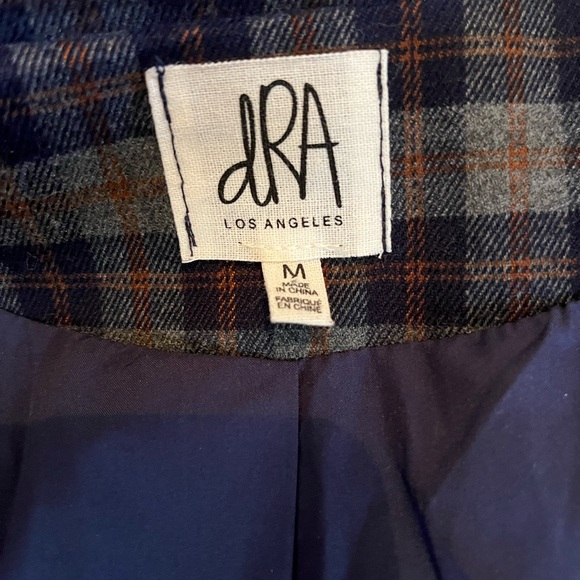 dRA
LOS ANGELES
M
MADE
IN CHINA
FABRIQUÉ
EN CHINE